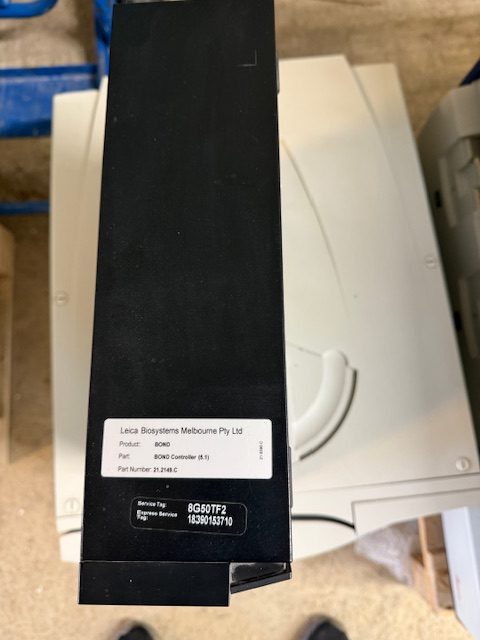 Leica Biosystems Melbourne Pty Ltd
Product: BOND
Part: BOND Controller (5.1)
Part Number: 21.2149.C
Service Tag: 8G50TF2
Express Service Tag: 18390153710